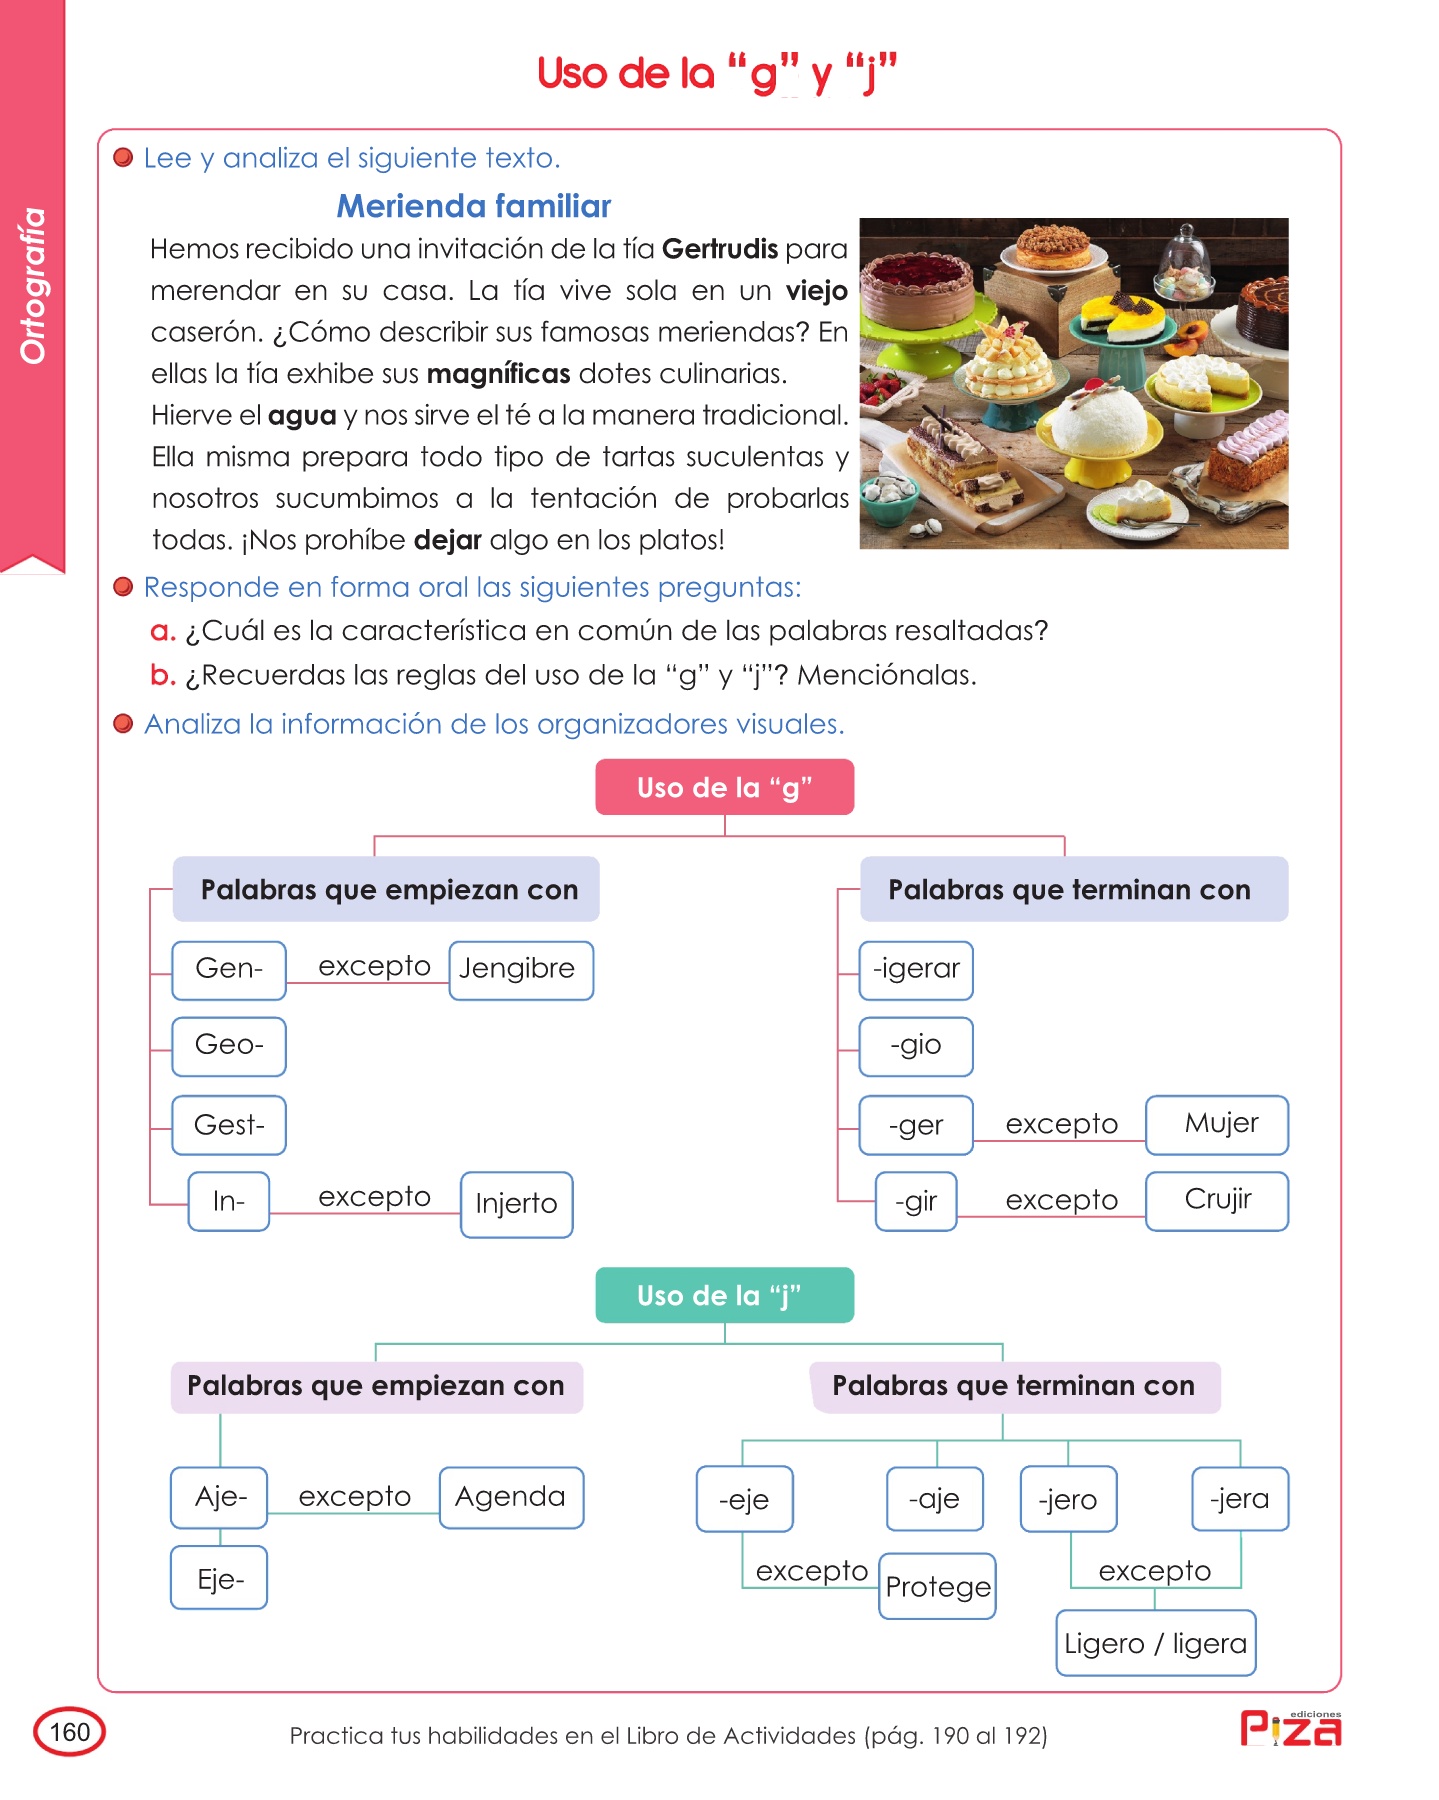 Uso de la “g” y “j”
Ortografía
Lee y analiza el siguiente texto.
Merienda familiar
Hemos recibido una invitación de la tía Gertrudis para
merendar en su casa. La tía vive sola en un viejo
caserón. ¿Cómo describir sus famosas meriendas? En
ellas la tía exhibe sus magníficas dotes culinarias.
Hierve el agua y nos sirve el té a la manera tradicional.
Ella misma prepara todo tipo de tartas suculentas y
nosotros sucumbimos a la tentación de probarlas
todas. ¡Nos prohíbe dejar algo en los platos!
Responde en forma oral las siguientes preguntas:
a. ¿Cuál es la característica en común de las palabras resaltadas?
b. ¿Recuerdas las reglas del uso de la “g” y “j”? Menciónalas.
Analiza la información de los organizadores visuales.
Uso de la “g”
Palabras que empiezan con
Gen- excepto Jengibre
Geo-
Gest-
In- excepto Injerto
Palabras que terminan con
-igerar
-gio
-ger excepto Mujer
-gir excepto Crujir
Uso de la “j”
Palabras que empiezan con
Aje- excepto Agenda
Eje-
Palabras que terminan con
-eje -aje -jero -jera
excepto Protege
excepto
Ligero / ligera
160
Practica tus habilidades en el Libro de Actividades (pág. 190 al 192)
ediciones
Piza